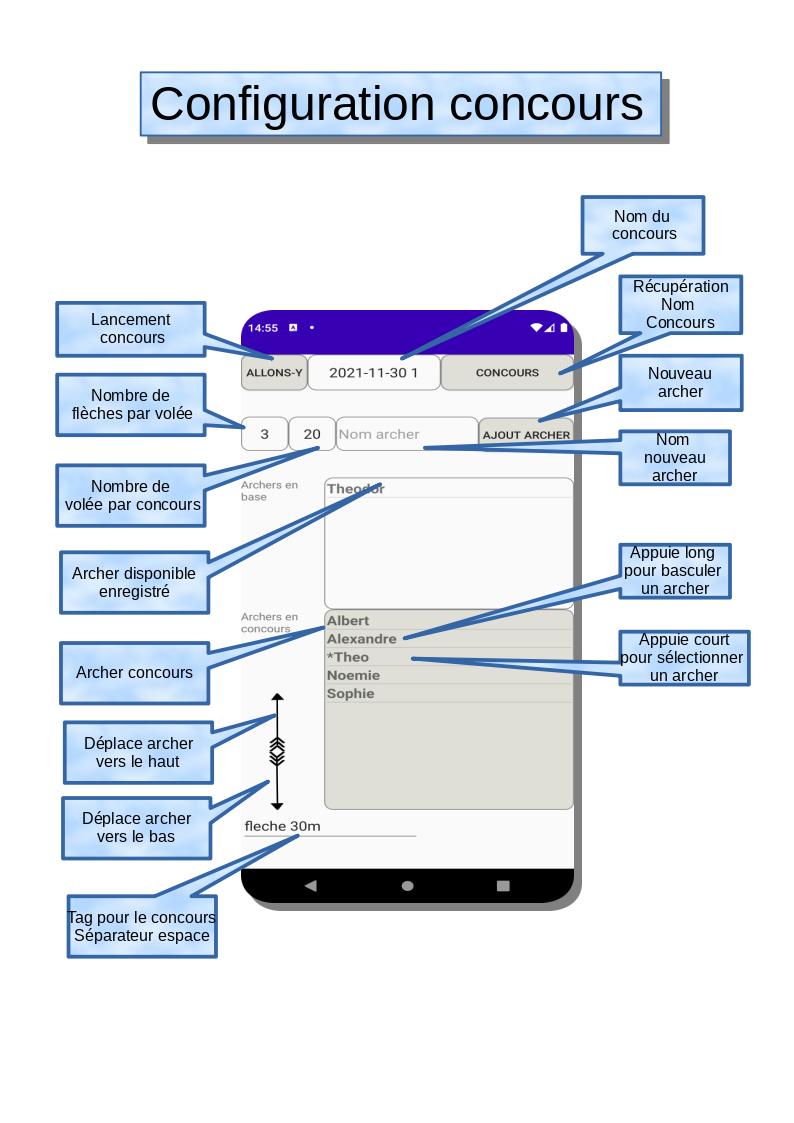 Configuration concours
Nom du
concours
Récupération
Nom
Concours
Lancement
concours
14:55
ALLONS-Y
2021-11-30 1
CONCOURS
Nouveau
archer
Nombre de
flèches par volée
3
20
Nom archer
AJOUT ARCHER
Nom
nouveau
archer
Nombre de
volée par concours
Archers en
base
Theodor
Archer disponible
enregistré
Appuie long
pour basculer
un archer
Archers en
concours
Albert
Alexandre
*Theo
Noemie
Sophie
Appuie court
pour sélectionner
un archer
Archer concours
Déplace archer
vers le haut
Déplace archer
vers le bas
fleche 30m
Tag pour le concours
Séparateur espace